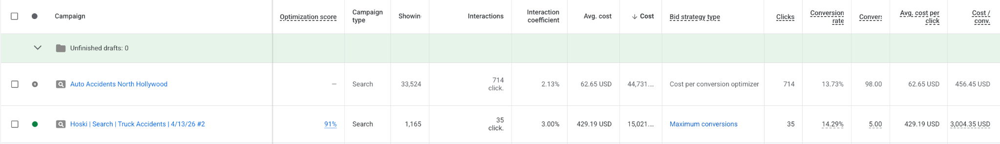 Campaign
Optimization score
Campaign type
Showin
Interactions
Interaction coefficient
Avg. cost
↓ Cost
Bid strategy type
Clicks
Conversion rate
Convers
Avg. cost per click
Cost / conv.
Unfinished drafts: 0
Auto Accidents North Hollywood
—
Search
33,524
714 click.
2.13%
62.65 USD
44,731....
Cost per conversion optimizer
714
13.73%
98.00
62.65 USD
456.45 USD
Hoski | Search | Truck Accidents | 4/13/26 #2
91%
Search
1,165
35 click.
3.00%
429.19 USD
15,021....
Maximum conversions
35
14.29%
5.00
429.19 USD
3,004.35 USD